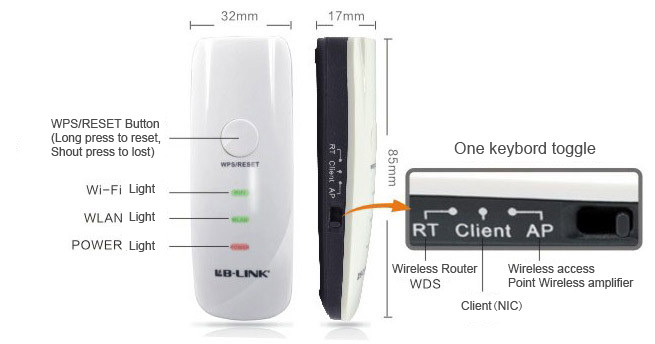 32mm
17mm
WPS/RESET Button
(Long press to reset,
Shout press to lost)
WPS/RESET
Wi-Fi Light
WLAN Light
POWER Light
LB-LINK
RT Client AP
85mm
One keybord toggle
RT Client AP
Wireless Router
WDS
Client(NIC)
Wireless access
Point Wireless amplifier